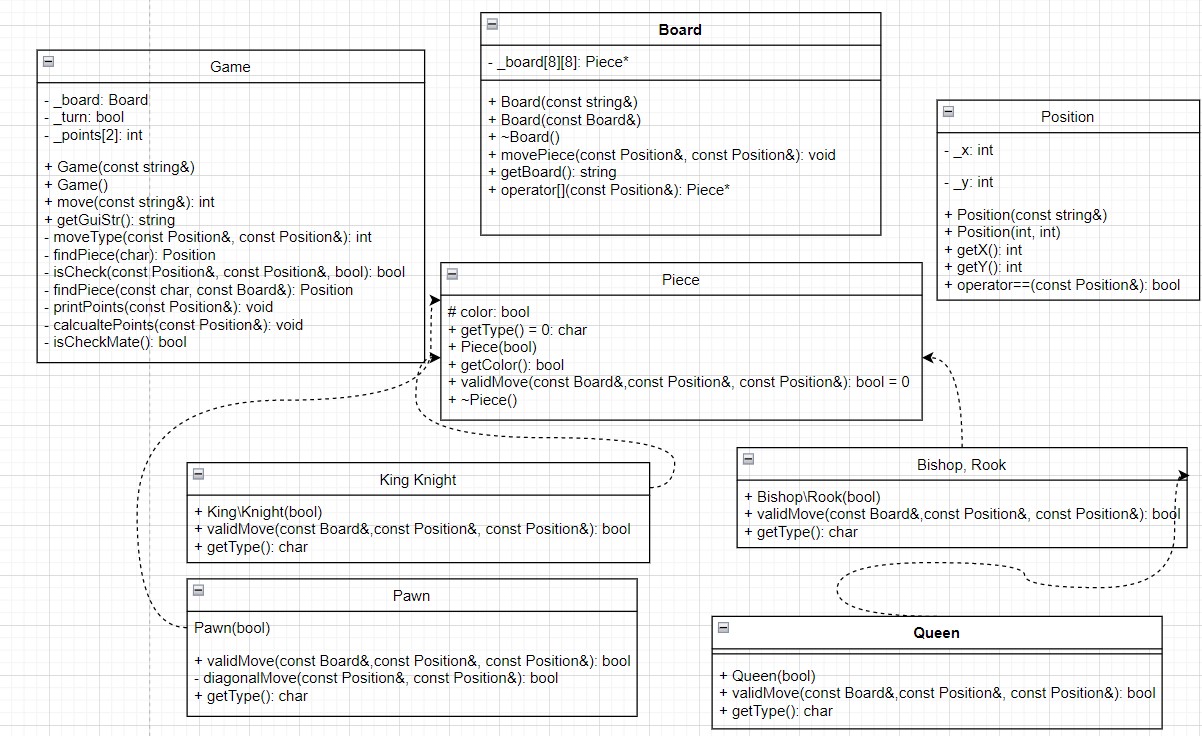 Game
- _board: Board
- _turn: bool
- _points[2]: int
+ Game(const string&)
+ Game()
+ move(const string&): int
+ getGuiStr(): string
- moveType(const Position&, const Position&): int
- findPiece(char): Position
- isCheck(const Position&, const Position&, bool): bool
- findPiece(const char, const Board&): Position
- printPoints(const Position&): void
- calcualtePoints(const Position&): void
- isCheckMate(): bool
Board
- _board[8][8]: Piece*
+ Board(const string&)
+ Board(const Board&)
+ ~Board()
+ movePiece(const Position&, const Position&): void
+ getBoard(): string
+ operator[](const Position&): Piece*
Position
- _x: int
- _y: int
+ Position(const string&)
+ Position(int, int)
+ getX(): int
+ getY(): int
+ operator==(const Position&): bool
Piece
# color: bool
+ getType() = 0: char
+ Piece(bool)
+ getColor(): bool
+ validMove(const Board&,const Position&, const Position&): bool = 0
+ ~Piece()
King Knight
+ King\Knight(bool)
+ validMove(const Board&,const Position&, const Position&): bool
+ getType(): char
Bishop, Rook
+ Bishop\Rook(bool)
+ validMove(const Board&,const Position&, const Position&): bool
+ getType(): char
Pawn
Pawn(bool)
+ validMove(const Board&,const Position&, const Position&): bool
- diagonalMove(const Position&, const Position&): bool
+ getType(): char
Queen
+ Queen(bool)
+ validMove(const Board&,const Position&, const Position&): bool
+ getType(): char